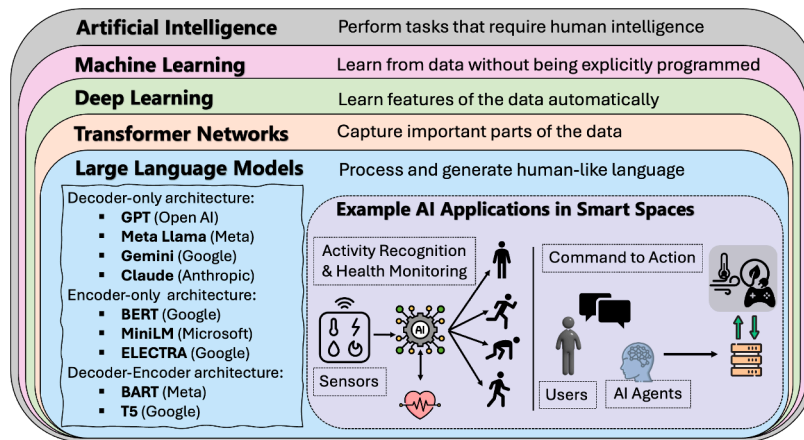 Artificial Intelligence Perform tasks that require human intelligence
Machine Learning Learn from data without being explicitly programmed
Deep Learning Learn features of the data automatically
Transformer Networks Capture important parts of the data
Large Language Models Process and generate human-like language
Decoder-only architecture:
▪ GPT (Open AI)
▪ Meta Llama (Meta)
▪ Gemini (Google)
▪ Claude (Anthropic)
Encoder-only architecture:
▪ BERT (Google)
▪ MiniLM (Microsoft)
▪ ELECTRA (Google)
Decoder-Encoder architecture:
▪ BART (Meta)
▪ T5 (Google)
Example AI Applications in Smart Spaces
Activity Recognition
& Health Monitoring
AI
Sensors
Command to Action
Users
AI Agents